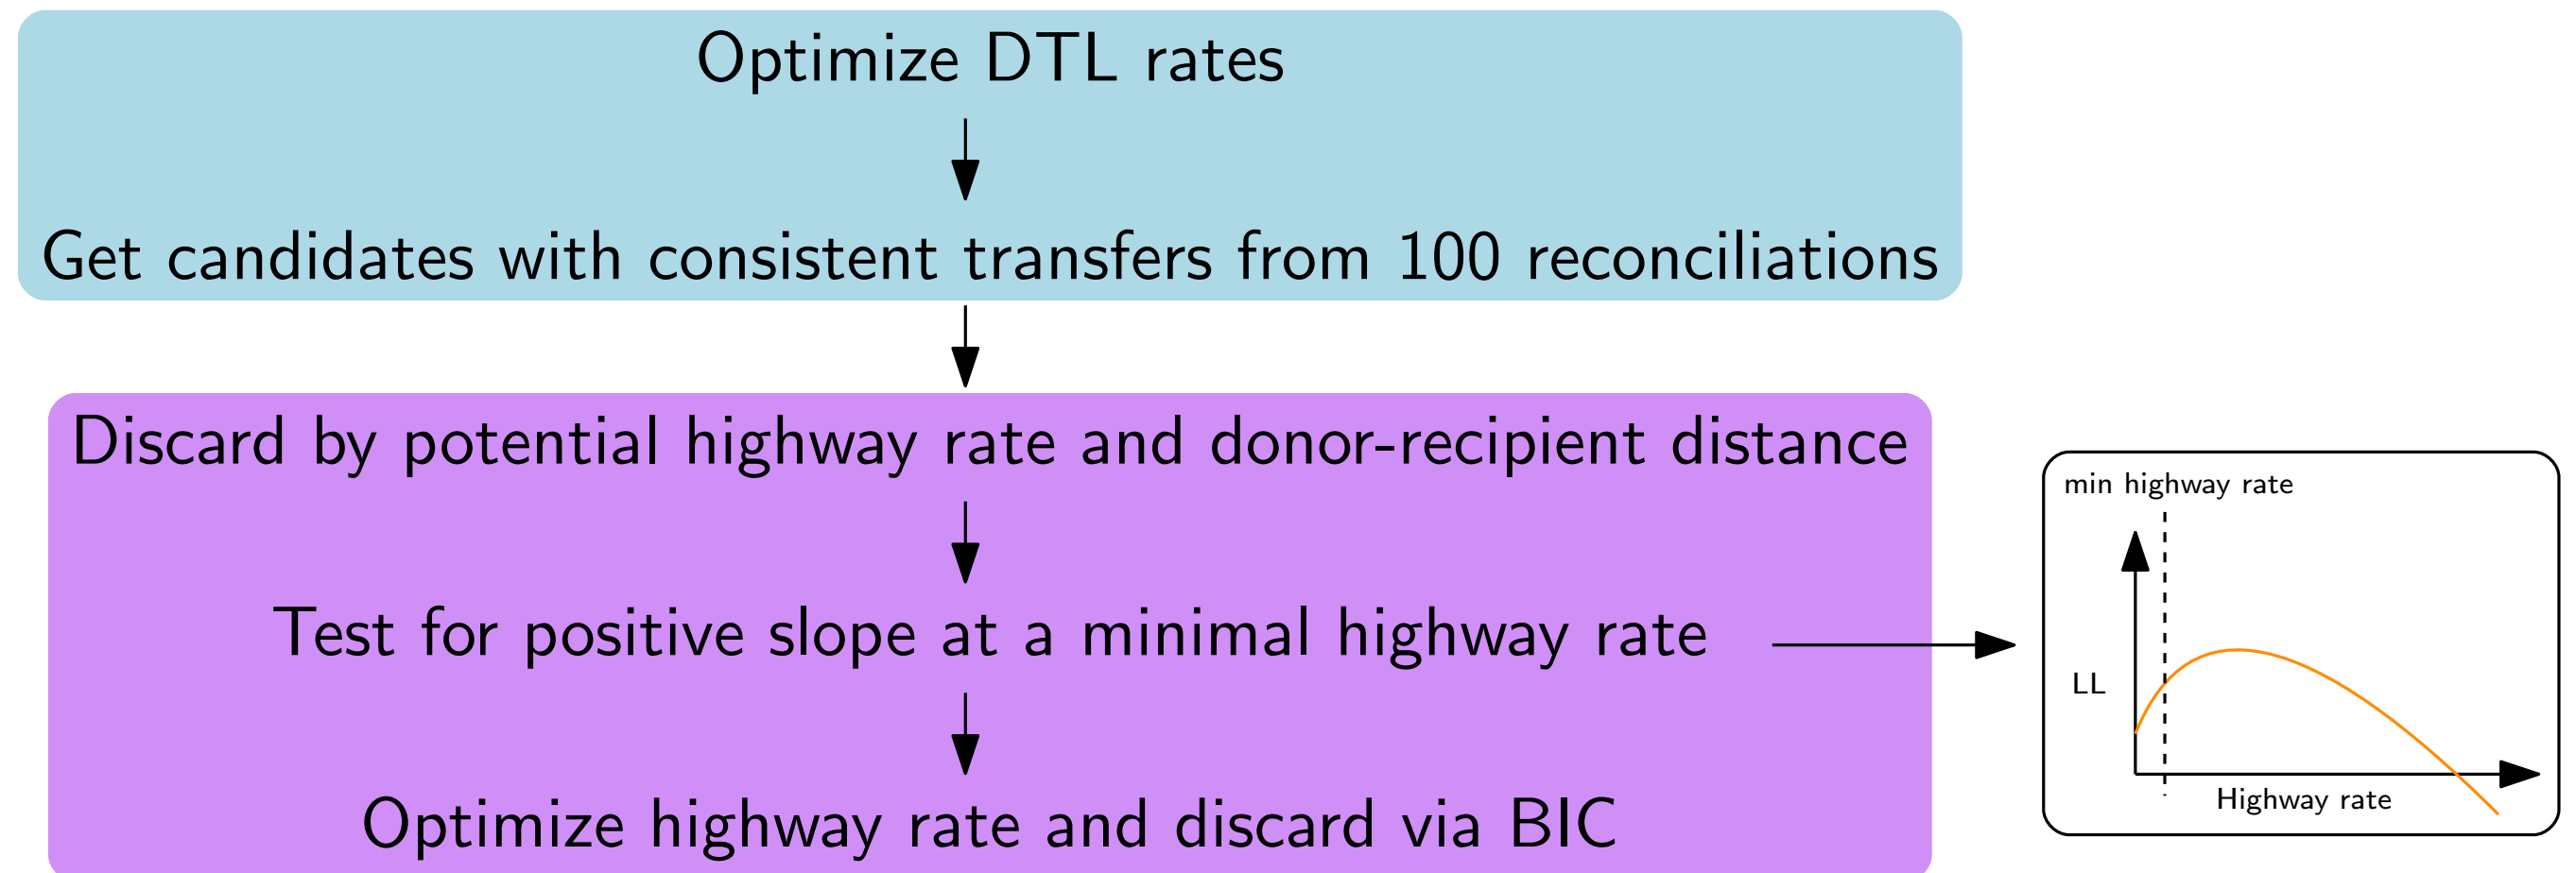 Optimize DTL rates
Get candidates with consistent transfers from 100 reconciliations
Discard by potential highway rate and donor-recipient distance
Test for positive slope at a minimal highway rate
Optimize highway rate and discard via BIC
min highway rate
LL
Highway rate